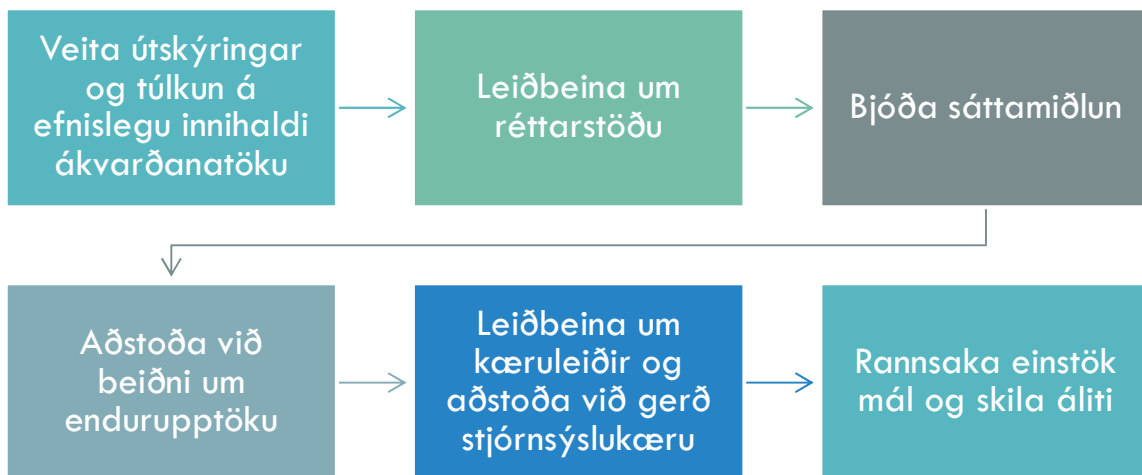 Veita útskýringar
og túlkun á
efnislegu innihaldi
ákvarðanatöku
Leiðbeina um
réttarstöðu
Bjóða sáttamiðlun
Aðstoða við
beiðni um
endurupptöku
Leiðbeina um
kæruleiðir og
aðstoða við gerð
stjórnsýslukæru
Rannsaka einstök
mál og skila áliti